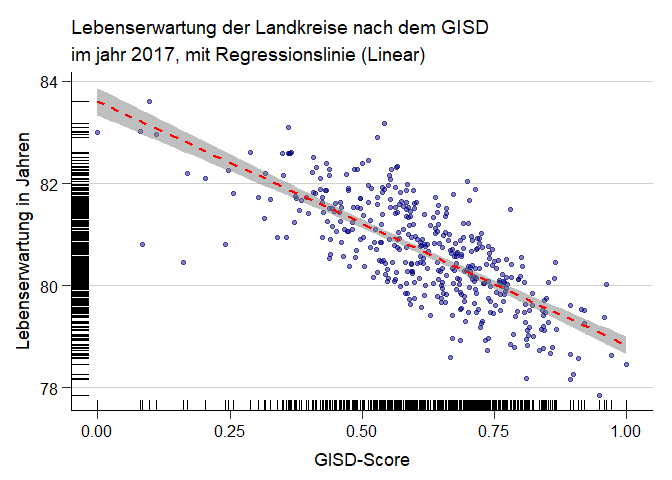 Lebenserwartung der Landkreise nach dem GISD
im jahr 2017, mit Regressionslinie (Linear)
84
82
80
78
Lebenserwartung in Jahren
0.00 0.25 0.50 0.75 1.00
GISD-Score